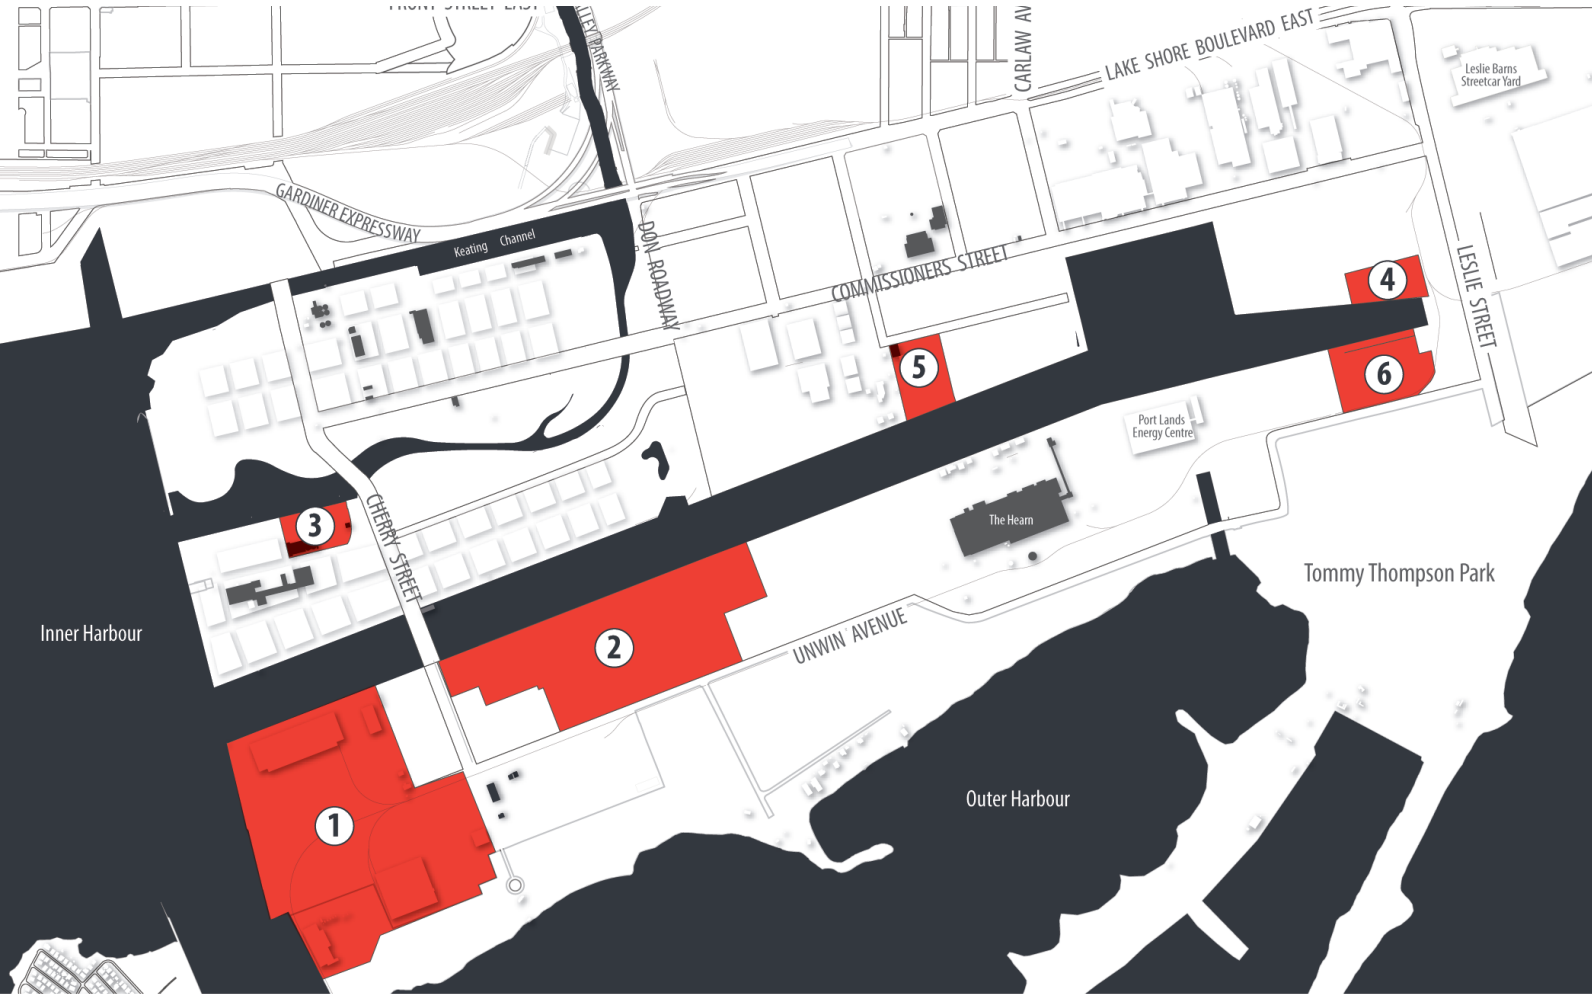 FRONT STREET EAST
LEY PARKWAY
CARLAW AV
LAKE SHORE BOULEVARD EAST
Leslie Barns
Streetcar Yard
GARDINER EXPRESSWAY
Keating Channel
DON ROADWAY
COMMISSIONERS STREET
LESLIE STREET
4
5
6
Port Lands
Energy Centre
3
CHERRY STREET
The Hearn
Tommy Thompson Park
Inner Harbour
2
UNWIN AVENUE
1
Outer Harbour